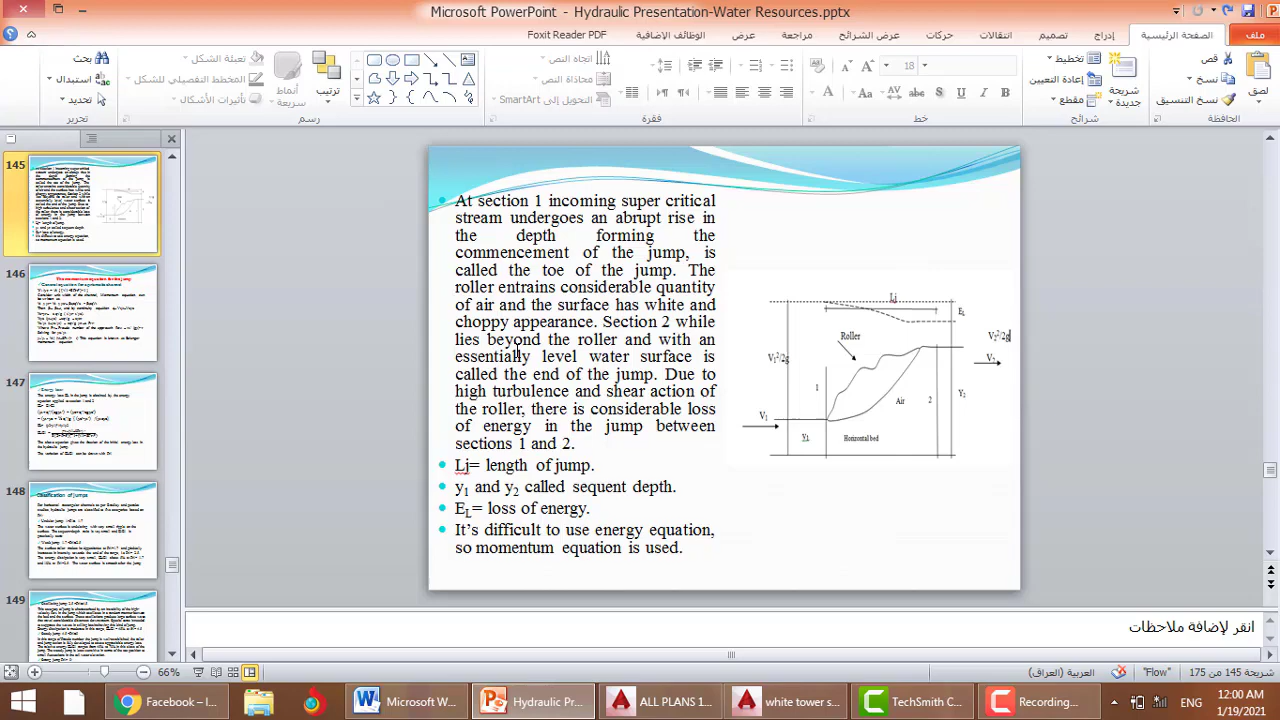 Microsoft PowerPoint - Hydraulic Presentation-Water Resources.pptx
ملف
الصفحة الرئيسية
إدراج
تصميم
انتقالات
حركات
عرض الشرائح
مراجعة
عرض
الوظائف الإضافية
Foxit Reader PDF
لصق
قص
نسخ
نسخ التنسيق
الحافظة
شريحة جديدة
تخطيط
إعادة التعيين
مقطع
شرائح
18
خط
اتجاه النص
محاذاة النص
التحويل إلى SmartArt
فقرة
ترتيب
أنماط سريعة
تعبئة الشكل
المخطط التفصيلي للشكل
تأثيرات الأشكال
رسم
بحث
استبدال
تحديد
تحرير
145
146
The momentum equation for the jump
147
148
Classification of jumps
149
At section 1 incoming super critical
stream undergoes an abrupt rise in
the depth forming the
commencement of the jump, is
called the toe of the jump. The
roller entrains considerable quantity
of air and the surface has white and
choppy appearance. Section 2 while
lies beyond the roller and with an
essentially level water surface is
called the end of the jump. Due to
high turbulence and shear action of
the roller, there is considerable loss
of energy in the jump between
sections 1 and 2.
Lj= length of jump.
y1 and y2 called sequent depth.
EL= loss of energy.
It's difficult to use energy equation,
so momentum equation is used.
Lj
EL
Roller
V1²/2g
V2²/2g
V2
1
Air
2
Y2
V1
Y1
Horizontal bed
انقر لإضافة ملاحظات
شريحة 145 من 175
"Flow"
العربية (العراق)
66%
Facebook – I...
Microsoft W...
Hydraulic Pr...
ALL PLANS 1...
white tower 2...
TechSmith C...
Recording...
ENG
12:00 AM
1/19/2021